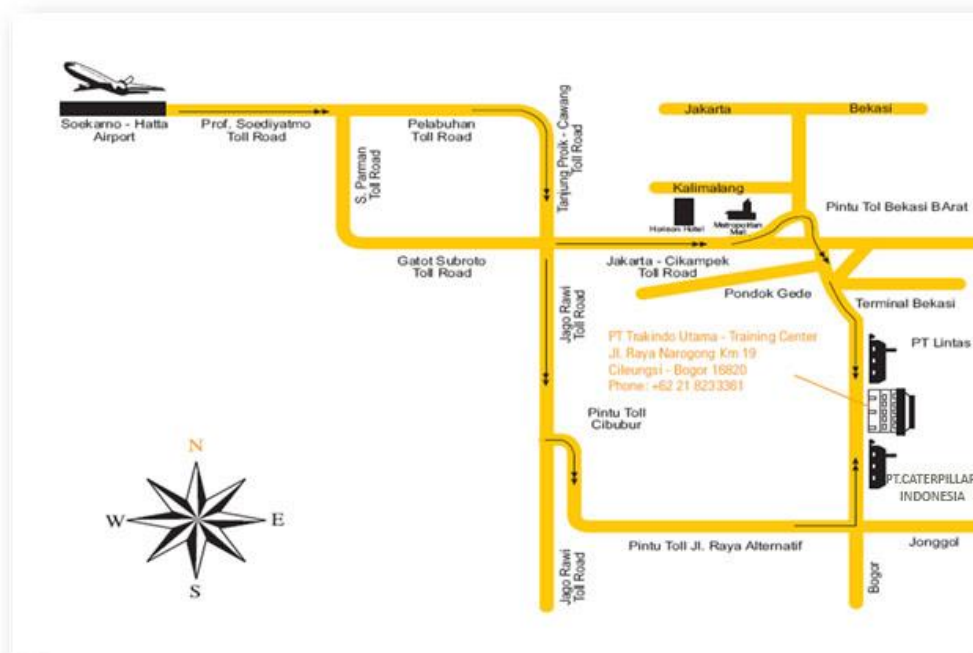 Soekarno - Hatta
Airport
Prof. Soediyatmo
Toll Road
S. Parman
Toll Road
Pelabuhan
Toll Road
Tanjung Proik - Cawang
Toll Road
Jakarta
Bekasi
Kalimalang
Horison Hotel
Metropolitan
Mall
Pintu Tol Bekasi BArat
Gatot Subroto
Toll Road
Jakarta - Cikampek
Toll Road
Pondok Gede
Terminal Bekasi
Jago Rawi
Toll Road
PT Trakindo Utama - Training Center
Jl. Raya Narogong Km 19
Cileungsi - Bogor 16820
Phone: +62 21 8233361
PT Lintas
Pintu Toll
Cibubur
PT.CATERPILLAR
INDONESIA
N
W
E
S
Pintu Toll Jl. Raya Alternatif
Jonggol
Jago Rawi
Toll Road
Bogor